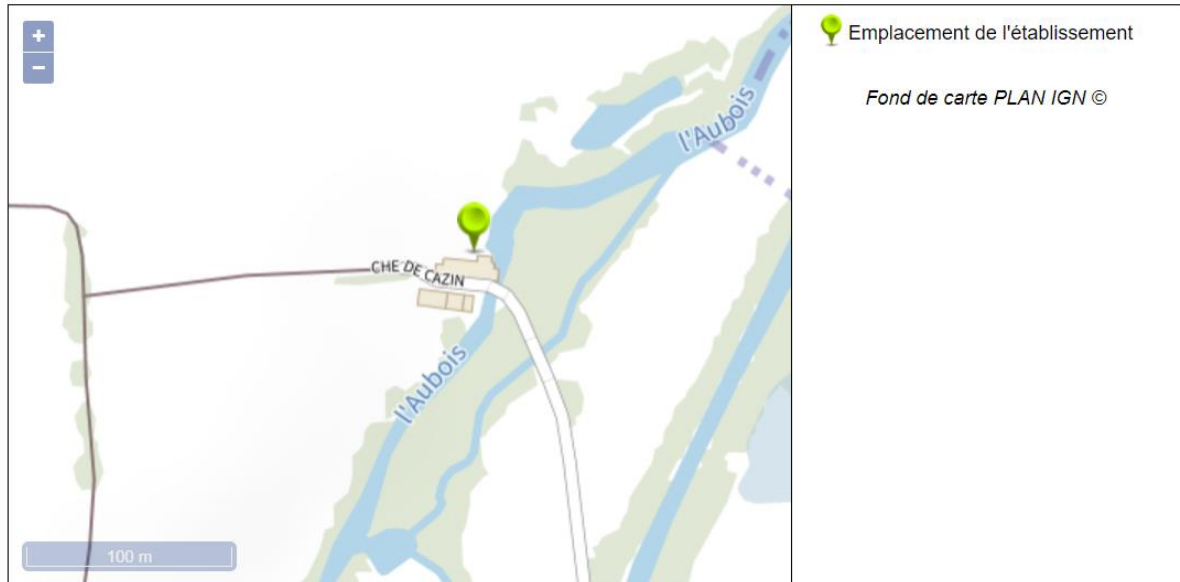 +
−
Emplacement de l'établissement
Fond de carte PLAN IGN ©
l'Aubois
CHE DE CAZIN
l'Aubois
100 m